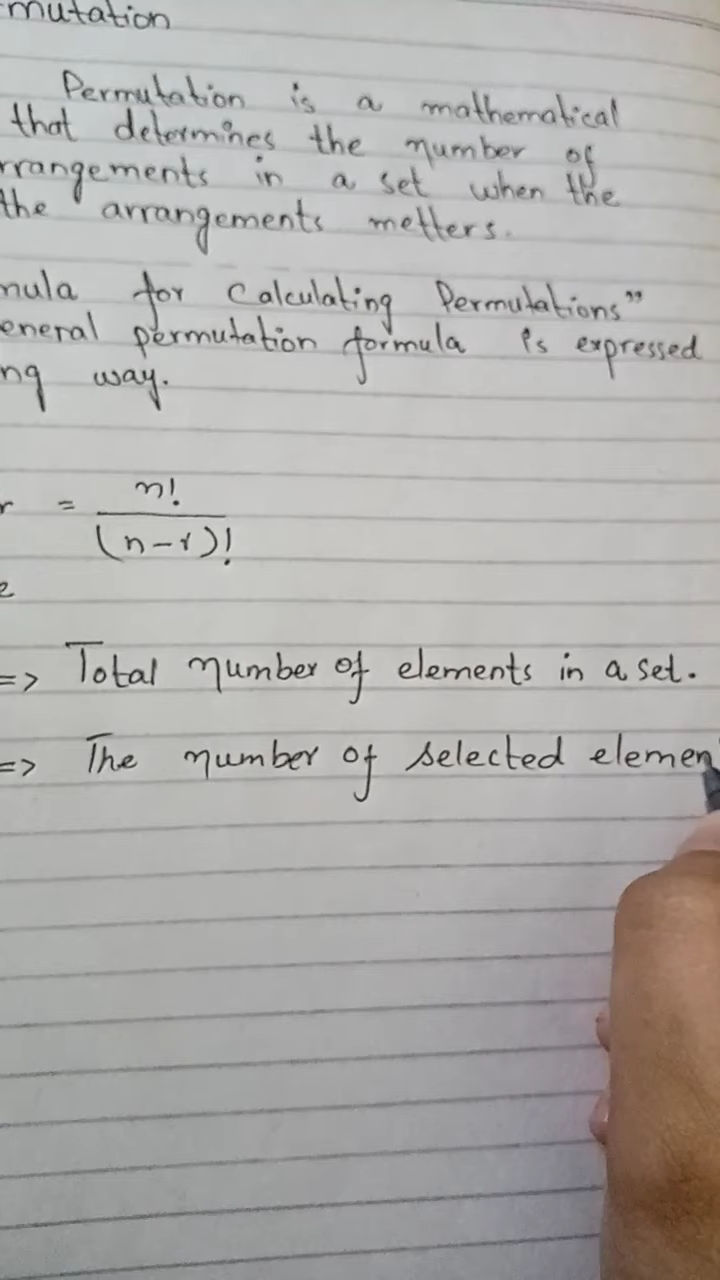 mutation
Permutation is a mathematical
that determines the number of
rrangements in a set when the
the arrangements metters.
mula for Calculating Permutations"
eneral permutation formula is expressed
ng way.
r = n!
(n-r)!
e
=> Total number of elements in a set.
=> The number of selected elemen